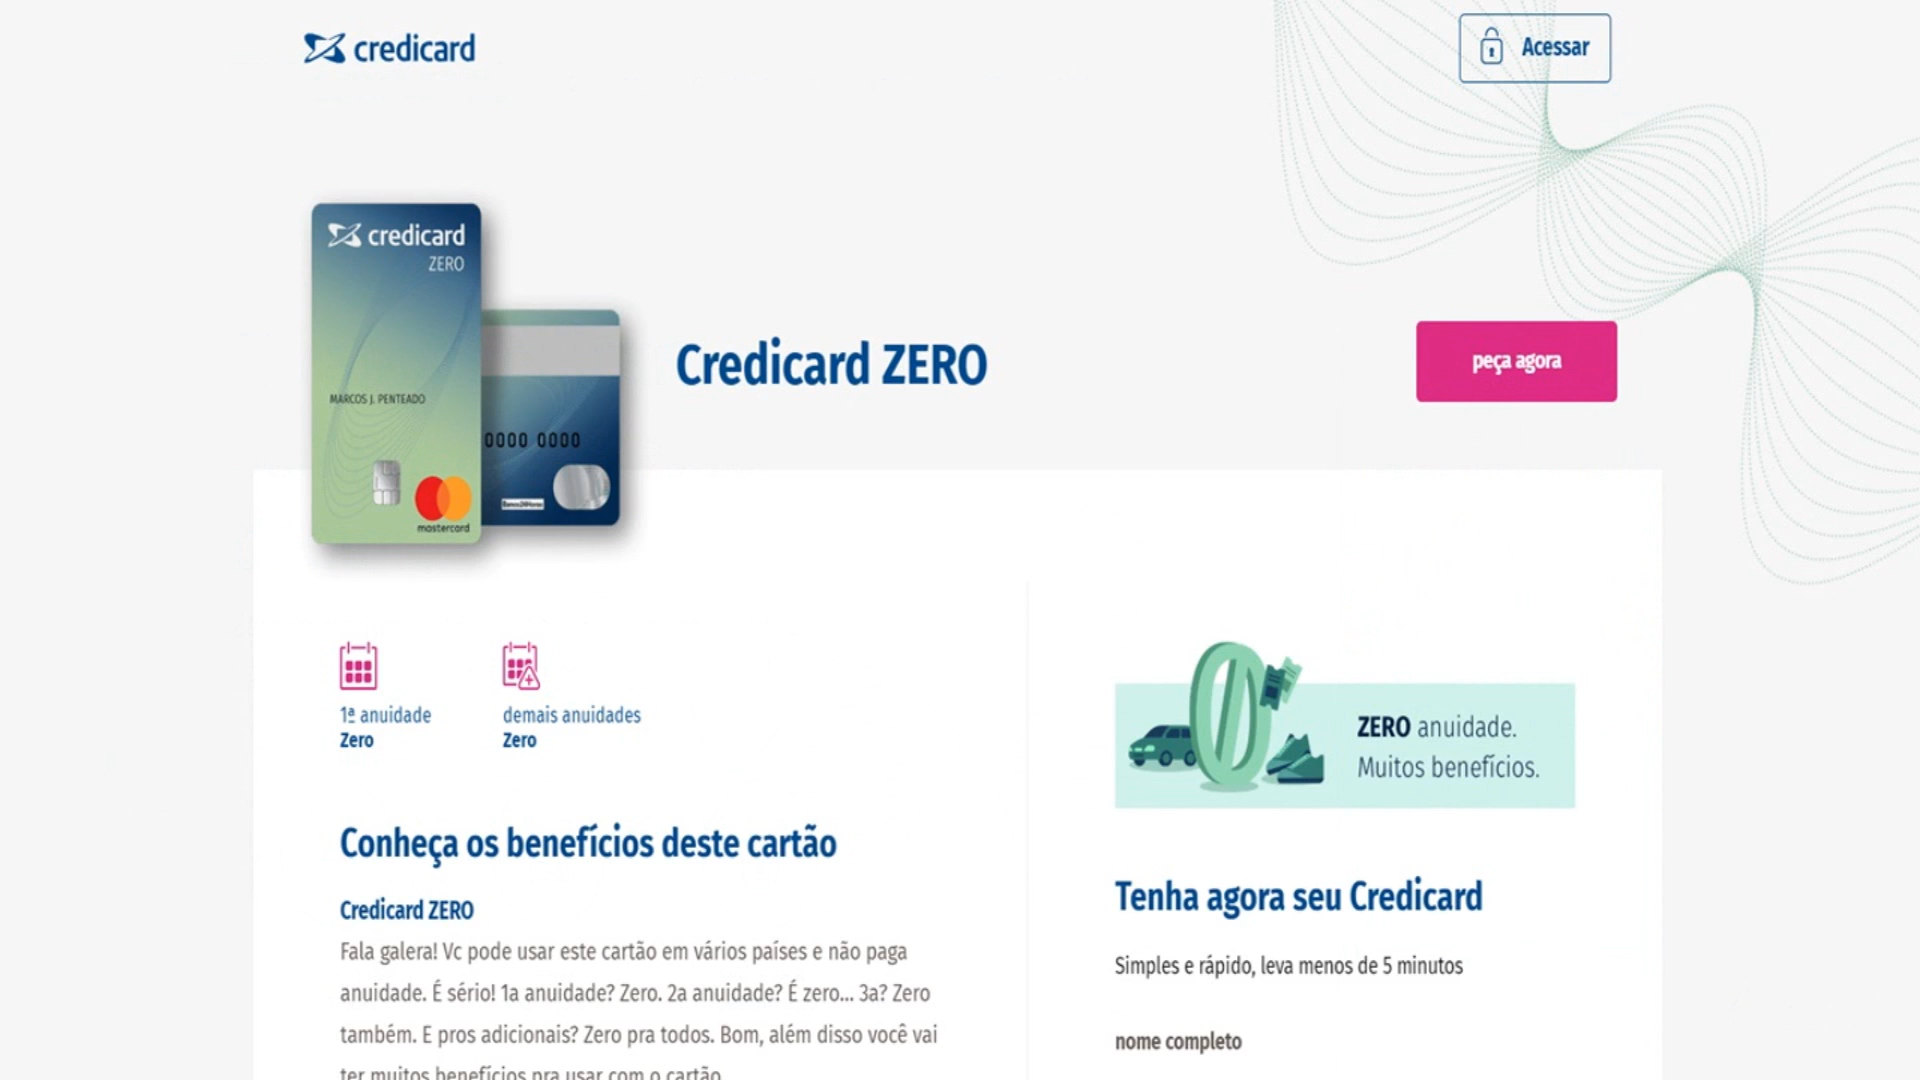 credicard
Acessar
credicard
ZERO
MARCOS J. PENTEADO
mastercard
0000 0000
Banco24Horas
Credicard ZERO
peça agora
1ª anuidade
Zero
demais anuidades
Zero
Conheça os benefícios deste cartão
Credicard ZERO
Fala galera! Vc pode usar este cartão em vários países e não paga
anuidade. É sério! 1a anuidade? Zero. 2a anuidade? É zero... 3a? Zero
também. E pros adicionais? Zero pra todos. Bom, além disso você vai
ter muitos benefícios pra usar com o cartão
ZERO anuidade.
Muitos benefícios.
Tenha agora seu Credicard
Simples e rápido, leva menos de 5 minutos
nome completo